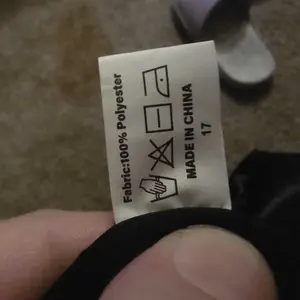 Fabric:100% Polyester
MADE IN CHINA
17